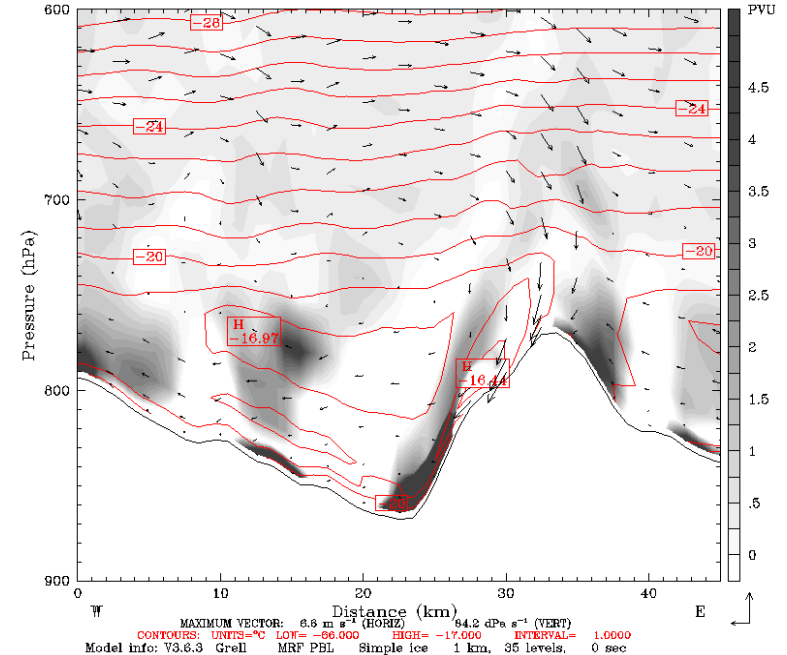 600 PVU
-28
4.5
-24
4
-24
3.5
700
3
-20
-20
2.5
Pressure (hPa)
H
-16.97
2
H
-16.44
800
1.5
1
-20
.5
0
900
0 10 20 30 40
W Distance (km) E
MAXIMUM VECTOR: 6.6 m s⁻¹ (HORIZ) 84.2 dPa s⁻¹ (VERT)
CONTOURS: UNITS=°C LOW= -66.000 HIGH= -17.000 INTERVAL= 1.0000
Model info: V3.6.3 Grell MRF PBL Simple ice 1 km, 35 levels, 0 sec